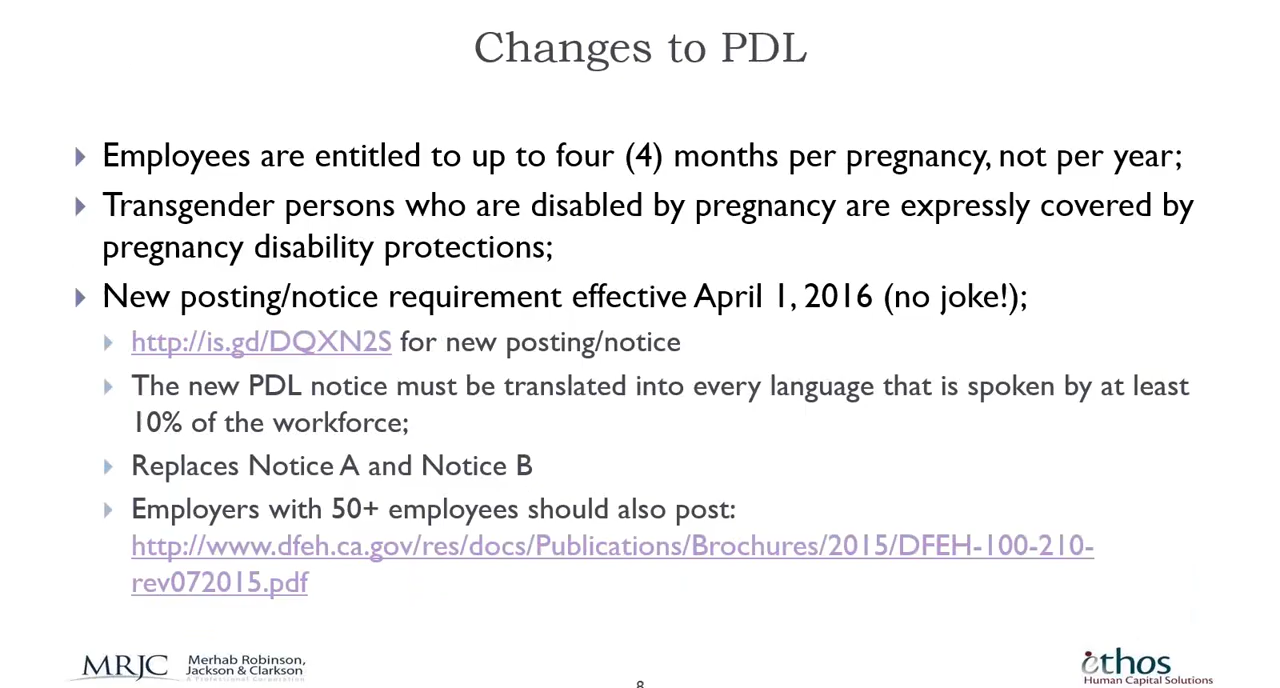 Changes to PDL
Employees are entitled to up to four (4) months per pregnancy, not per year;
Transgender persons who are disabled by pregnancy are expressly covered by
pregnancy disability protections;
New posting/notice requirement effective April 1, 2016 (no joke!);
http://is.gd/DQXN2S for new posting/notice
The new PDL notice must be translated into every language that is spoken by at least
10% of the workforce;
Replaces Notice A and Notice B
Employers with 50+ employees should also post:
http://www.dfeh.ca.gov/res/docs/Publications/Brochures/2015/DFEH-100-210-
rev072015.pdf
MRJC Merhab Robinson,
Jackson & Clarkson
A Professional Corporation
ethos
Human Capital Solutions
8